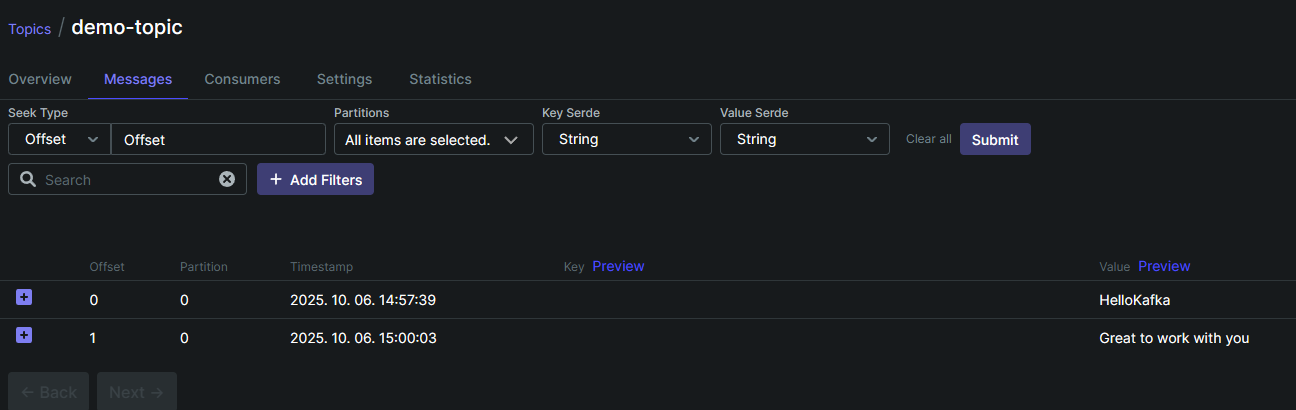 Topics / demo-topic
Overview Messages Consumers Settings Statistics
Seek Type Partitions Key Serde Value Serde
Offset Offset All items are selected. String String Clear all Submit
Search + Add Filters
Offset Partition Timestamp Key Preview Value Preview
0 0 2025. 10. 06. 14:57:39 HelloKafka
1 0 2025. 10. 06. 15:00:03 Great to work with you
← Back Next →